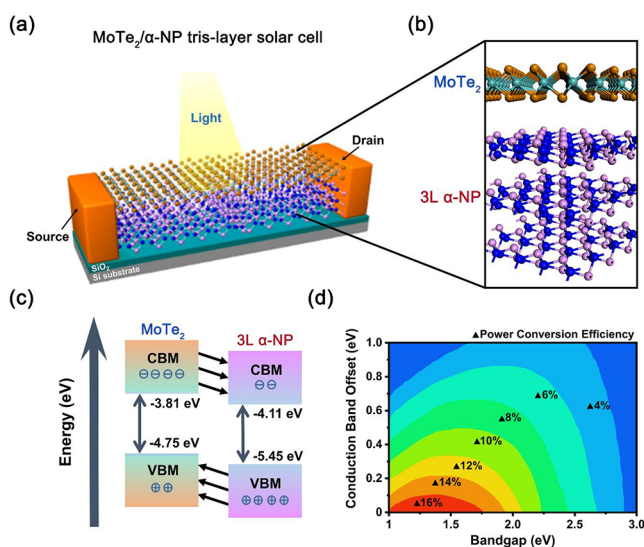 (a)
MoTe₂/α-NP tris-layer solar cell
Light
Drain
Source
SiO₂
Si substrate
(b)
MoTe₂
3L α-NP
(c)
MoTe₂
3L α-NP
Energy (eV)
CBM
⊖⊖⊖⊖
CBM
⊖⊖
-3.81 eV
-4.11 eV
-4.75 eV
-5.45 eV
VBM
⊕⊕
VBM
⊕⊕⊕⊕
(d)
▲Power Conversion Efficiency
Conduction Band Offset (eV)
1.0
0.8
0.6
0.4
0.2
0
▲6%
▲4%
▲8%
▲10%
▲12%
▲14%
▲16%
1.0 1.5 2.0 2.5 3.0
Bandgap (eV)